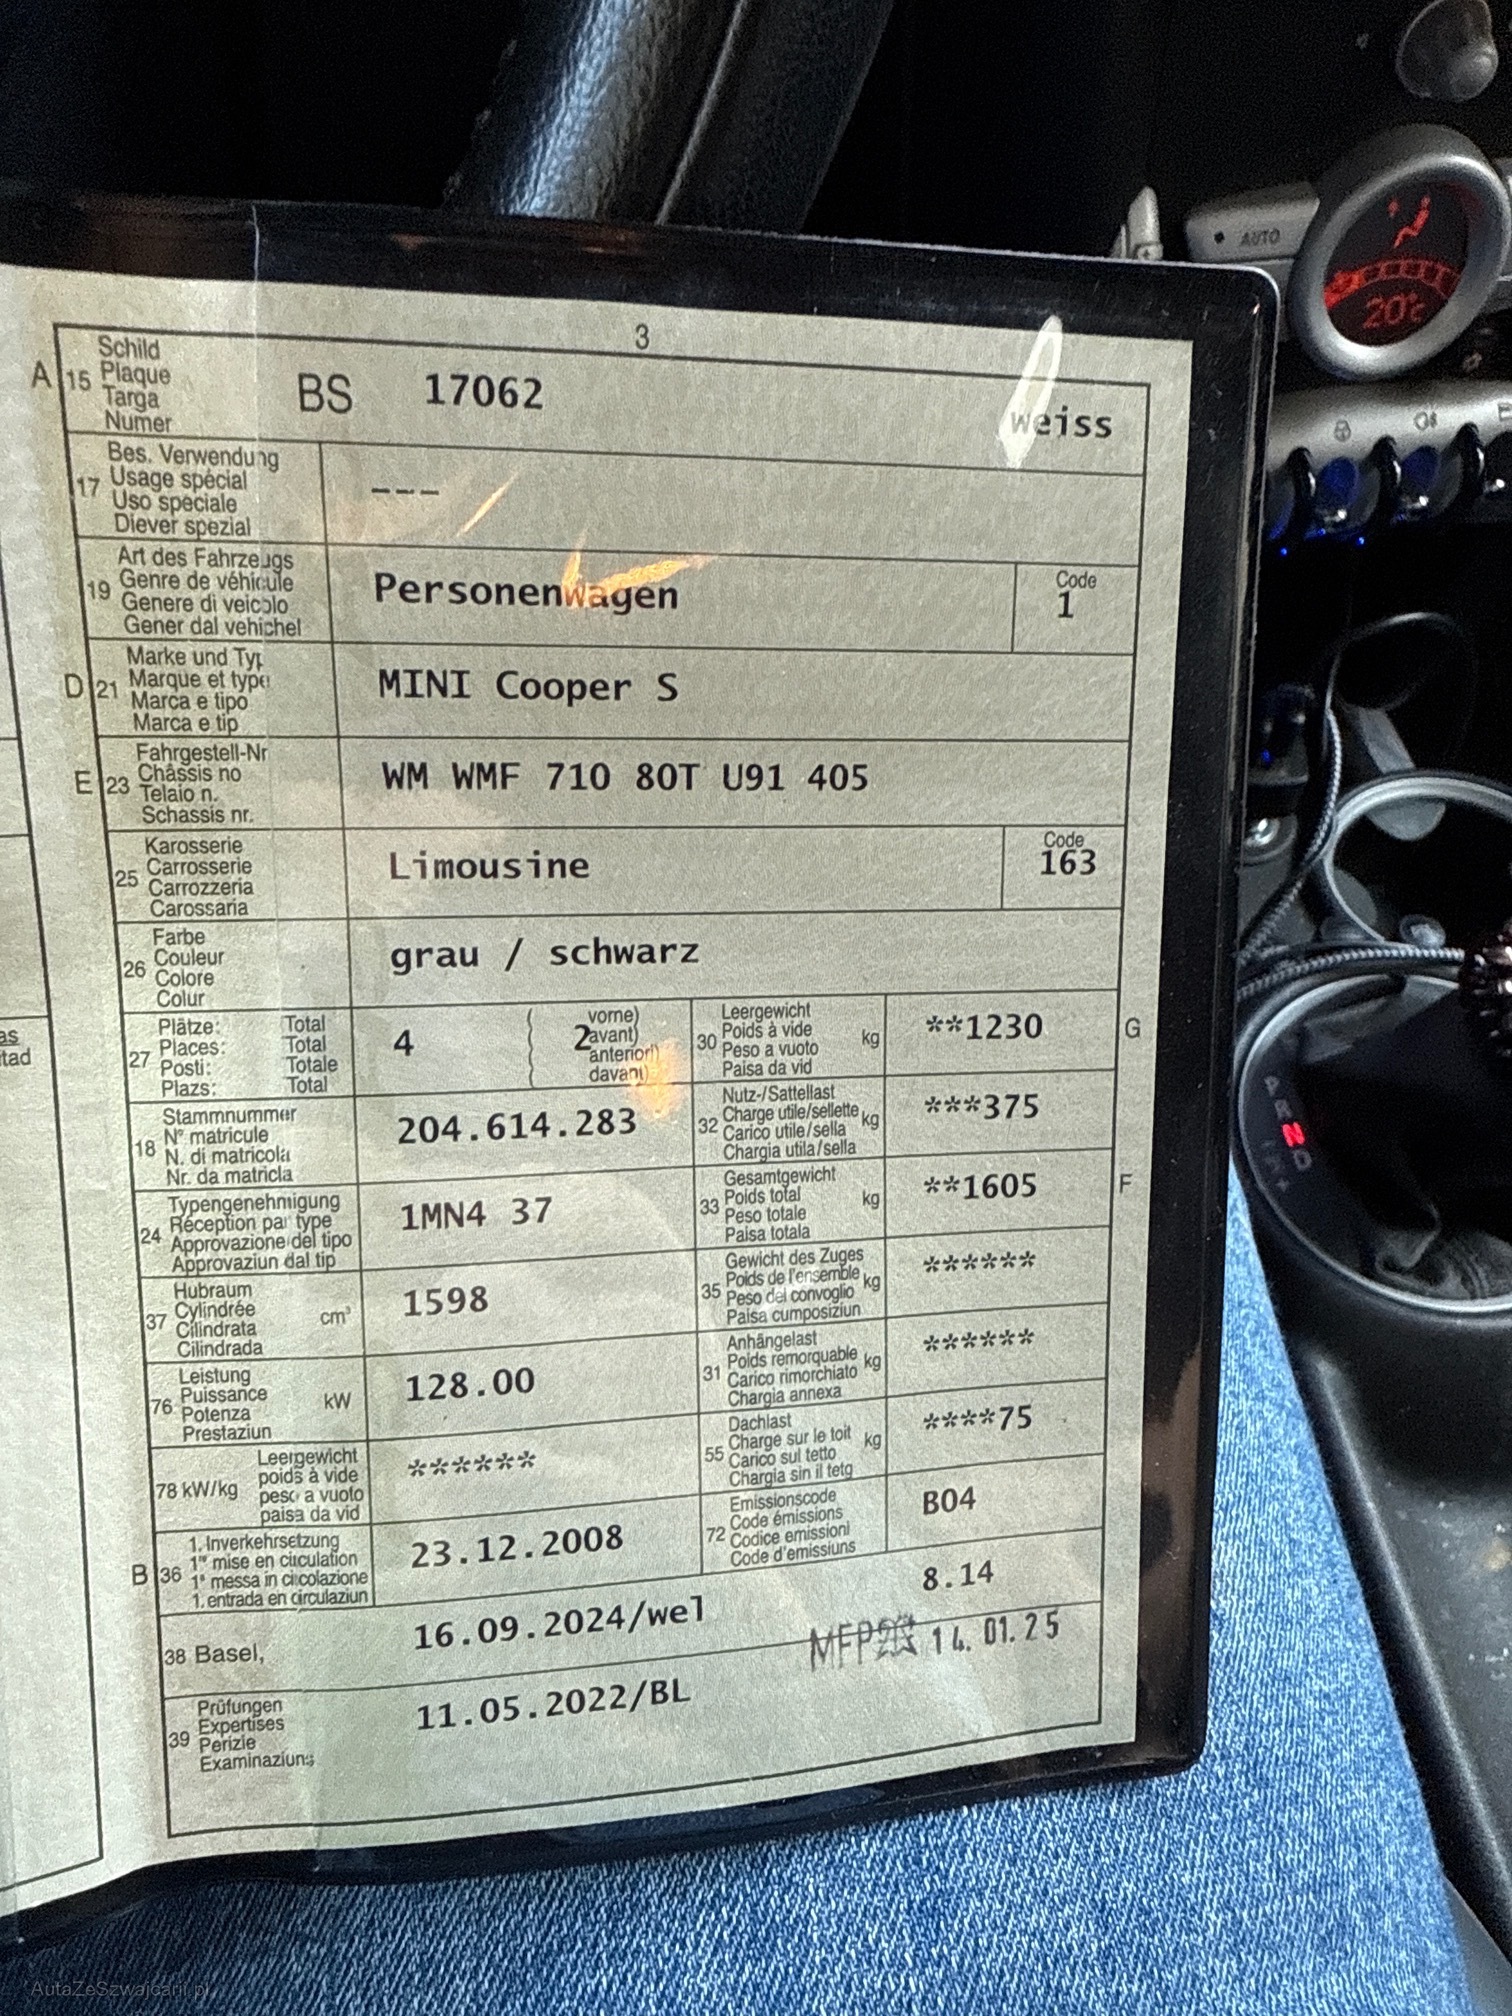 3
A 15 Schild
Plaque
Targa
Numer
BS 17062 weiss
17 Bes. Verwendung
Usage spécial
Uso speciale
Diever spezial
---
19 Art des Fahrzeugs
Genre de véhicule
Genere di veicolo
Gener dal vehichel
Personenwagen
Code
1
D 21 Marke und Typ
Marque et type
Marca e tipo
Marca e tip
MINI Cooper S
E 23 Fahrgestell-Nr
Châssis no
Telaio n.
Schassis nr.
WM WMF 710 80T U91 405
25 Karosserie
Carrosserie
Carrozzeria
Carossaria
Limousine
Code
163
26 Farbe
Couleur
Colore
Colur
grau / schwarz
27 Plätze: Total
Places: Total
Posti: Totale
Plazs: Total
4 2
vorne)
avant)
anteriori)
davant)
30 Leergewicht
Poids à vide
Peso a vuoto
Paisa da vid
kg
**1230
G
18 Stammnummer
N° matricule
N. di matricola
Nr. da matricla
204.614.283
32 Nutz-/Sattellast
Charge utile/sellette
Carico utile/sella
Chargia utila/sella
kg
***375
24 Typengenehmigung
Réception par type
Approvazione del tipo
Approvaziun dal tip
1MN4 37
33 Gesamtgewicht
Poids total
Peso totale
Paisa totala
kg
**1605
F
37 Hubraum
Cylindrée
Cilindrata
Cilindrada
cm³
1598
35 Gewicht des Zuges
Poids de l'ensemble
Peso del convoglio
Paisa cumposiziun
kg
******
76 Leistung
Puissance
Potenza
Prestaziun
kW
128.00
31 Anhängelast
Poids remorquable
Carico rimorchiato
Chargia annexa
kg
******
78 kW/kg Leergewicht
poids à vide
peso a vuoto
paisa da vid
******
55 Dachlast
Charge sur le toit
Carico sul tetto
Chargia sin il tetg
kg
****75
B 36 1. Inverkehrsetzung
1re mise en circulation
1a messa in circolazione
1. entrada en circulaziun
23.12.2008
72 Emissionscode
Code émissions
Codice emissioni
Code d'emissiuns
B04
8.14
38 Basel,
16.09.2024/wel
14.01.25
39 Prüfungen
Expertises
Perizie
Examinaziuns
11.05.2022/BL
AUTO
20°c
AutaZeSzwajcarii.pl